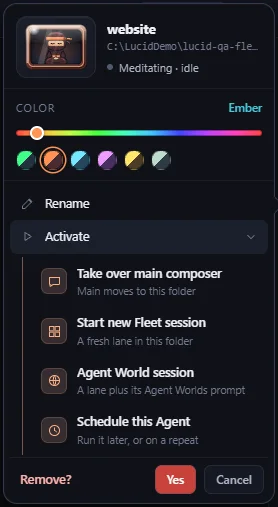 website
C:\LucidDemo\lucid-qa-fle…
Meditating · idle
COLOR
Ember
Rename
Activate
Take over main composer
Main moves to this folder
Start new Fleet session
A fresh lane in this folder
Agent World session
A lane plus its Agent Worlds prompt
Schedule this Agent
Run it later, or on a repeat
Remove?
Yes
Cancel